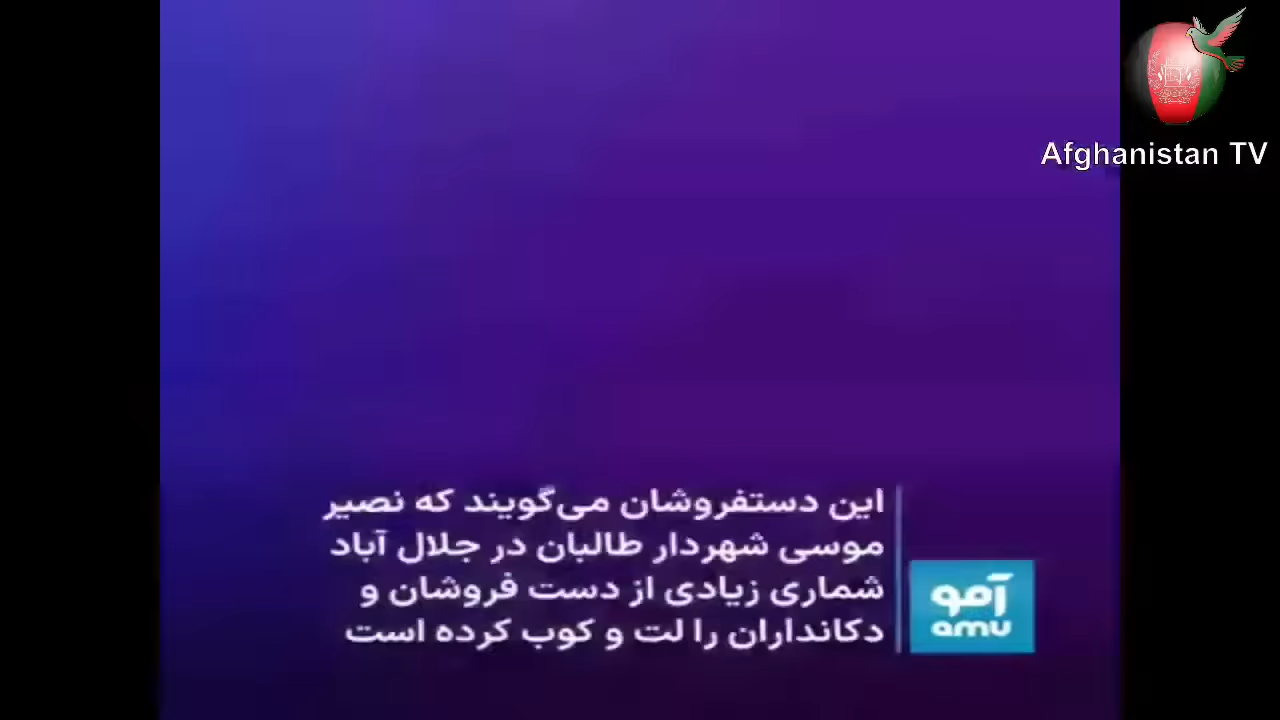 Afghanistan TV
این دستفروشان می‌گویند که نصیر
موسی شهردار طالبان در جلال آباد
شماری زیادی از دست فروشان و
دکانداران را لت و کوب کرده است
آمو
amu